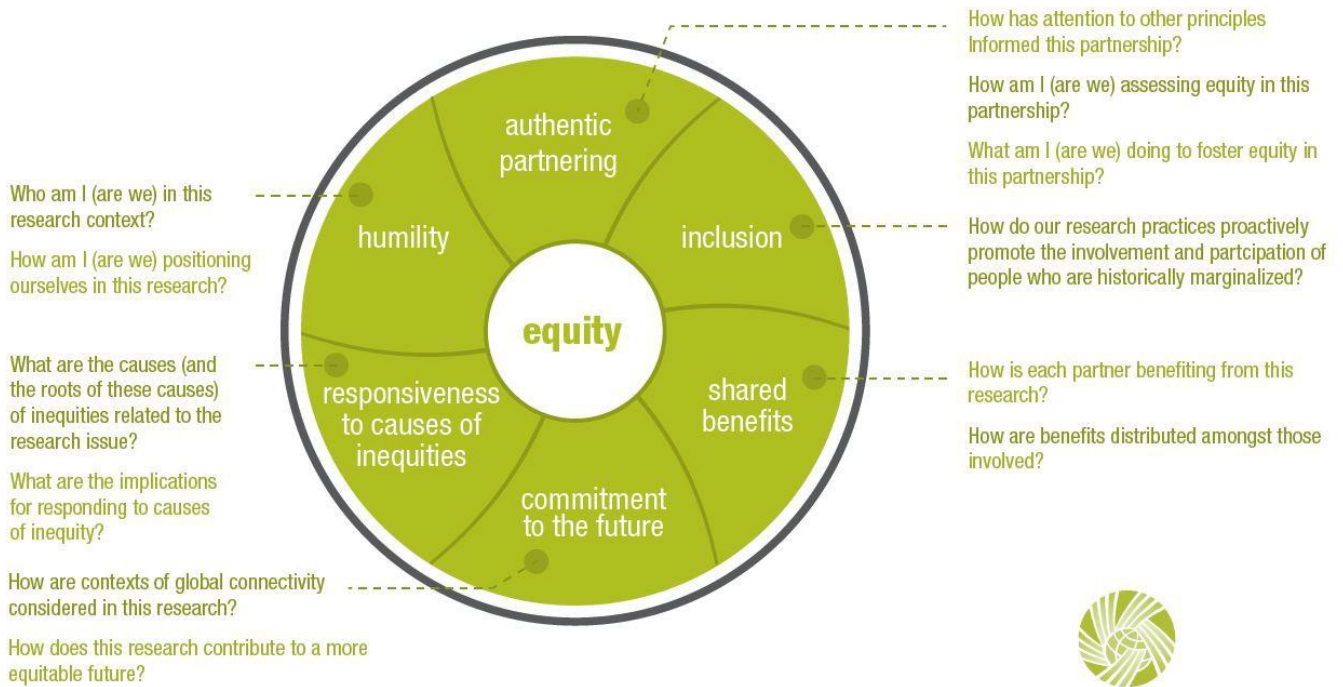 How has attention to other principles
Informed this partnership?
How am I (are we) assessing equity in this
partnership?
What am I (are we) doing to foster equity in
this partnership?
authentic
partnering
Who am I (are we) in this
research context?
How am I (are we) positioning
ourselves in this research?
humility
inclusion
How do our research practices proactively
promote the involvement and partcipation of
people who are historically marginalized?
equity
What are the causes (and
the roots of these causes)
of inequities related to the
research issue?
What are the implications
for responding to causes
of inequity?
responsiveness
to causes of
inequities
shared
benefits
How is each partner benefiting from this
research?
How are benefits distributed amongst those
involved?
commitment
to the future
How are contexts of global connectivity
considered in this research?
How does this research contribute to a more
equitable future?